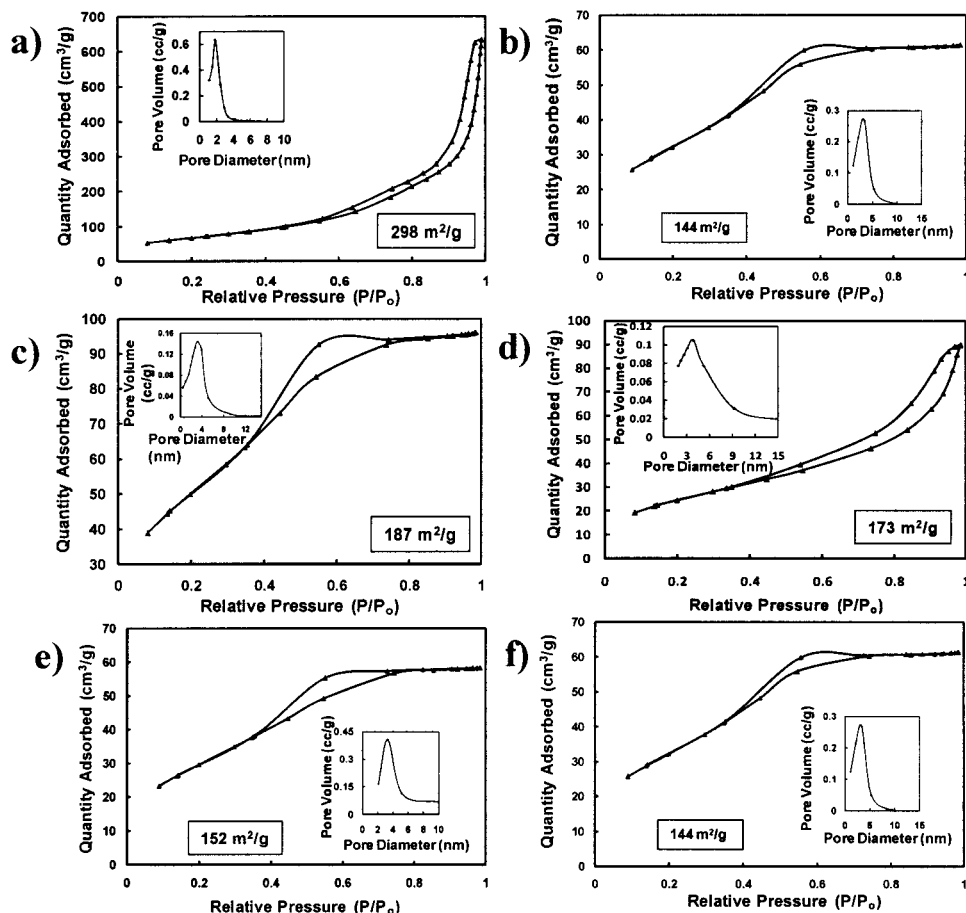 a)
Quantity Adsorbed (cm³/g)
700
600
500
400
300
200
100
0
0
0.2
0.4
0.6
0.8
1
Relative Pressure (P/Pₒ)
298 m²/g
Pore Volume (cc/g)
0.6
0.4
0.2
0
0 2 4 6 8 10
Pore Diameter(nm)
b)
Quantity Adsorbed (cm³/g)
70
60
50
40
30
20
10
0
0
0.2
0.4
0.6
0.8
1
Relative Pressure (P/Pₒ)
144 m²/g
Pore Volume (cc/g)
0.3
0.2
0.1
0
0 5 10 15
Pore Diameter (nm)
c)
Quantity Adsorbed (cm³/g)
100
90
80
70
60
50
40
30
0
0.2
0.4
0.6
0.8
1
Relative Pressure (P/Pₒ)
187 m²/g
Pore Volume
(cc/g)
0.16
0.12
0.08
0.04
0
0 4 8 12
Pore Diameter
(nm)
d)
Quantity Adsorbed (cm³/g)
100
90
80
70
60
50
40
30
20
10
0
0
0.2
0.4
0.6
0.8
1
Relative Pressure (P/Pₒ)
173 m²/g
Pore Volume (cc/g)
0.12
0.1
0.08
0.06
0.04
0.02
0
0 3 6 9 12 15
Pore Diameter (nm)
e)
Quantity Adsorbed (cm³/g)
70
60
50
40
30
20
10
0
0
0.2
0.4
0.6
0.8
1
Relative Pressure (P/Pₒ)
152 m²/g
Pore Volume (cc/g)
0.45
0.3
0.15
0
0 2 4 6 8 10
Pore Diameter (nm)
f)
Quantity Adsorbed (cm³/g)
70
60
50
40
30
20
10
0
0
0.2
0.4
0.6
0.8
1
Relative Pressure (P/Pₒ)
144 m²/g
Pore Volume (cc/g)
0.3
0.2
0.1
0
0 5 10 15
Pore Diameter (nm)